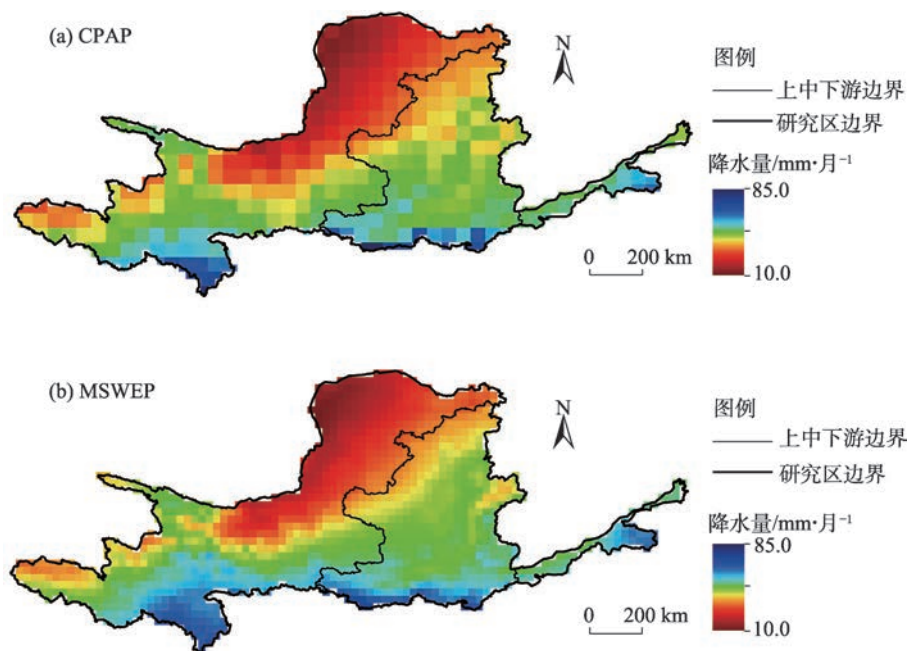 (a) CPAP
N
图例
上中下游边界
研究区边界
降水量/mm·月⁻¹
85.0
10.0
0 200 km
(b) MSWEP
N
图例
上中下游边界
研究区边界
降水量/mm·月⁻¹
85.0
10.0
0 200 km